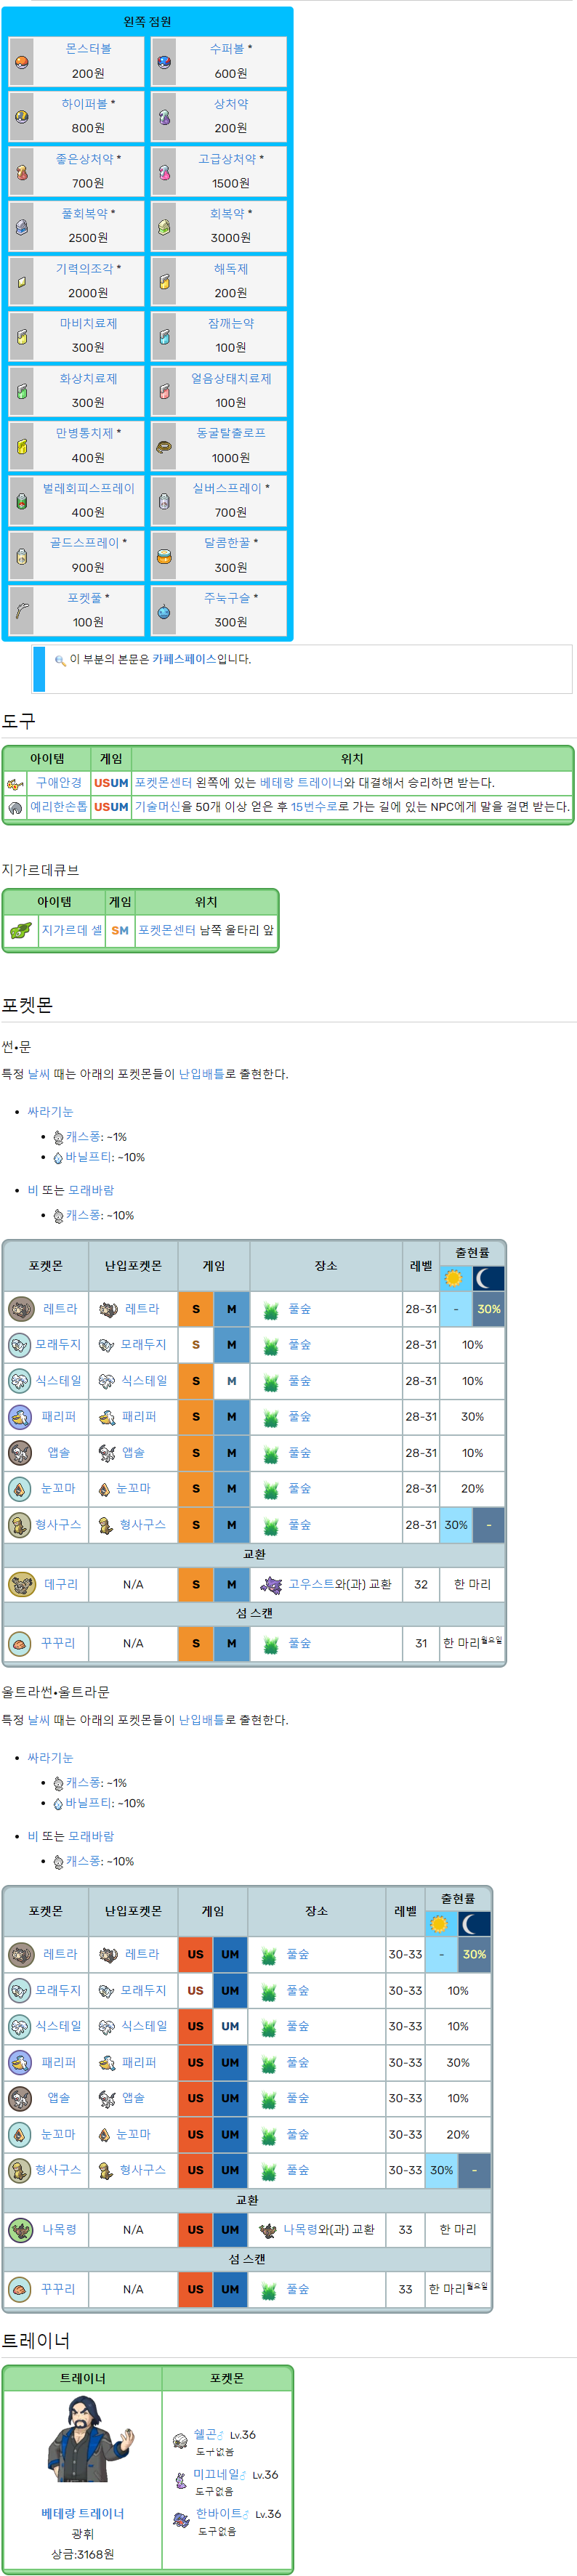 왼쪽 점원
몬스터볼
200원
수퍼볼 *
600원
하이퍼볼 *
800원
상처약
200원
좋은상처약 *
700원
고급상처약 *
1500원
풀회복약 *
2500원
회복약 *
3000원
기력의조각 *
2000원
해독제
200원
마비치료제
300원
잠깨는약
100원
화상치료제
300원
얼음상태치료제
100원
만병통치제 *
400원
동굴탈출로프
1000원
벌레회피스프레이
400원
실버스프레이 *
700원
골드스프레이 *
900원
달콤한꿀 *
300원
포켓풀 *
100원
주눅구슬 *
300원
이 부분의 본문은 카페스페이스입니다.
도구
아이템 게임 위치
구애안경 USUM 포켓몬센터 왼쪽에 있는 베테랑 트레이너와 대결해서 승리하면 받는다.
예리한손톱 USUM 기술머신을 50개 이상 얻은 후 15번수로로 가는 길에 있는 NPC에게 말을 걸면 받는다.
지가르데큐브
아이템 게임 위치
지가르데 셀 SM 포켓몬센터 남쪽 울타리 앞
포켓몬
썬•문
특정 날씨 때는 아래의 포켓몬들이 난입배틀로 출현한다.
• 싸라기눈
• 캐스퐁: ~1%
• 바닐프티: ~10%
• 비 또는 모래바람
• 캐스퐁: ~10%
포켓몬 난입포켓몬 게임 장소 레벨 출현률
레트라 레트라 S M 풀숲 28-31 - 30%
모래두지 모래두지 S M 풀숲 28-31 10%
식스테일 식스테일 S M 풀숲 28-31 10%
패리퍼 패리퍼 S M 풀숲 28-31 30%
앱솔 앱솔 S M 풀숲 28-31 10%
눈꼬마 눈꼬마 S M 풀숲 28-31 20%
형사구스 형사구스 S M 풀숲 28-31 30% -
교환
데구리 N/A S M 고우스트와(과) 교환 32 한 마리
섬 스캔
꾸꾸리 N/A S M 풀숲 31 한 마리월요일
울트라썬•울트라문
특정 날씨 때는 아래의 포켓몬들이 난입배틀로 출현한다.
• 싸라기눈
• 캐스퐁: ~1%
• 바닐프티: ~10%
• 비 또는 모래바람
• 캐스퐁: ~10%
포켓몬 난입포켓몬 게임 장소 레벨 출현률
레트라 레트라 US UM 풀숲 30-33 - 30%
모래두지 모래두지 US UM 풀숲 30-33 10%
식스테일 식스테일 US UM 풀숲 30-33 10%
패리퍼 패리퍼 US UM 풀숲 30-33 30%
앱솔 앱솔 US UM 풀숲 30-33 10%
눈꼬마 눈꼬마 US UM 풀숲 30-33 20%
형사구스 형사구스 US UM 풀숲 30-33 30% -
교환
나목령 N/A US UM 나목령와(과) 교환 33 한 마리
섬 스캔
꾸꾸리 N/A US UM 풀숲 33 한 마리월요일
트레이너
트레이너 포켓몬
쉘곤♂ Lv.36
도구없음
미끄네일♂ Lv.36
도구없음
한바이트♂ Lv.36
도구없음
베테랑 트레이너
광휘
상금:3168원